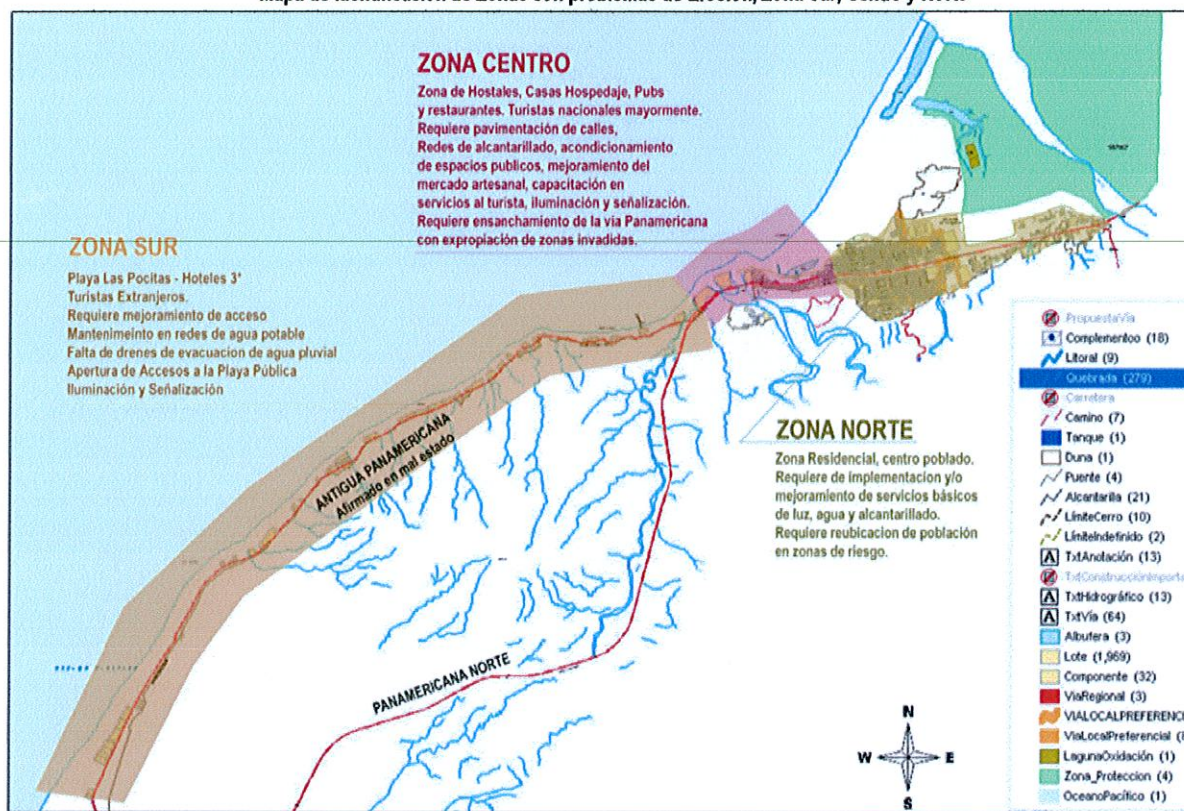 ZONA CENTRO
Zona de Hostales, Casas Hospedaje, Pubs
y restaurantes. Turistas nacionales mayormente.
Requiere pavimentación de calles,
Redes de alcantarillado, acondicionamiento
de espacios publicos, mejoramiento del
mercado artesanal, capacitación en
servicios al turista, iluminación y señalización.
Requiere ensanchamiento de la vía Panamericana
con expropiación de zonas invadidas.
ZONA SUR
Playa Las Pocitas - Hoteles 3*
Turistas Extranjeros.
Requiere mejoramiento de acceso
Mantenimeinto en redes de agua potable
Falta de drenes de evacuacion de agua pluvial
Apertura de Accesos a la Playa Pública
Iluminación y Señalización
ANTIGUA PANAMERICANA
Afirmado en mal estado
ZONA NORTE
Zona Residencial, centro poblado.
Requiere de implementacion y/o
mejoramiento de servicios básicos
de luz, agua y alcantarillado.
Requiere reubicacion de población
en zonas de riesgo.
PANAMERICANA NORTE
N
W E
S
PropuestaVía
Complementoo (18)
Litoral (9)
Quebrada (279)
Carretera
Camino (7)
Tanque (1)
Duna (1)
Puente (4)
Alcantarilla (21)
LímiteCerro (10)
LímiteIndefinido (2)
TxtAnotación (13)
TxtConstrucciónImporta
TxtHidrográfico (13)
TxtVía (64)
Albufera (3)
Lote (1,969)
Componente (32)
ViaRegional (3)
VIALOCALPREFERENC
ViaLocalPreferencial (8
LagunaOxidación (1)
Zona_Proteccion (4)
OceanoPacífico (1)